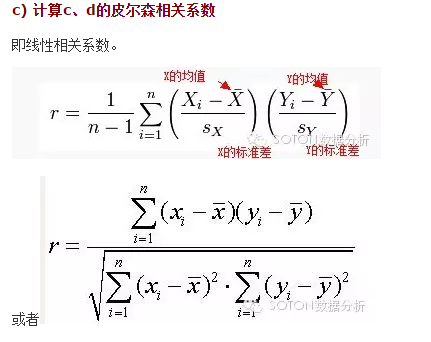 c) 计算c、d的皮尔森相关系数
即线性相关系数。
X的均值 Y的均值
r = \frac{1}{n-1} \sum_{i=1}^{n} \left( \frac{X_i - \bar{X}}{s_X} \right) \left( \frac{Y_i - \bar{Y}}{s_Y} \right)
SOTON数据分析
X的标准差 Y的标准差
r = \frac{\sum_{i=1}^{n} (x_i - \bar{x})(y_i - \bar{y})}{\sqrt{\sum_{i=1}^{n} (x_i - \bar{x})^2 \cdot \sum_{i=1}^{n} (y_i - \bar{y})^2}}
SOTON数据分析
或者